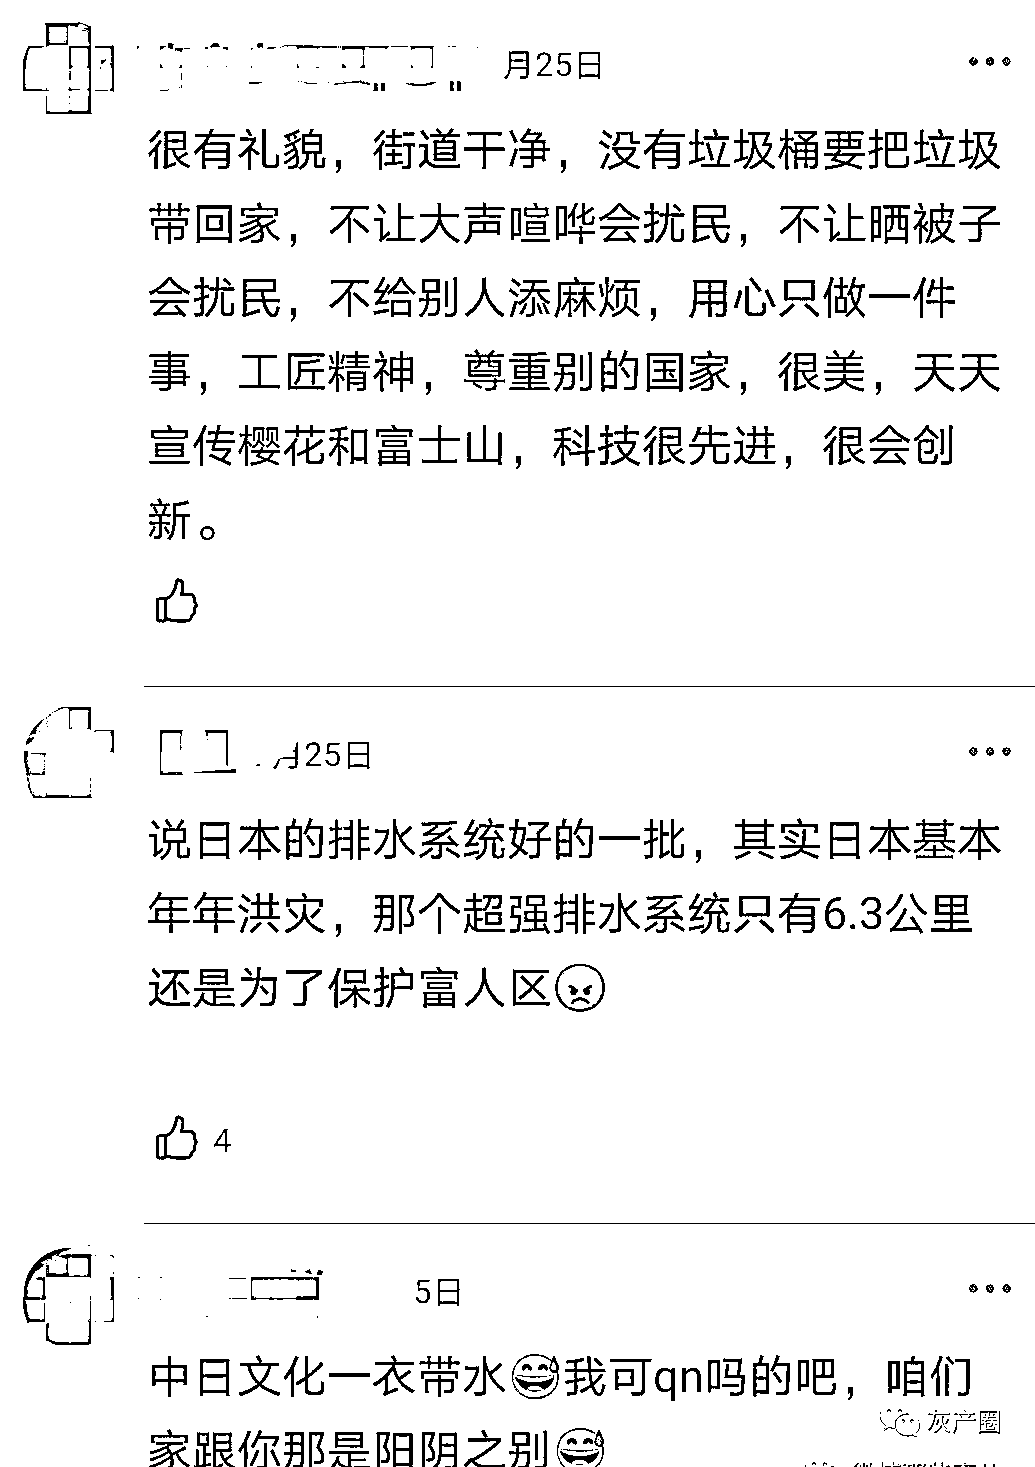 月25日
很有礼貌，街道干净，没有垃圾桶要把垃圾
带回家，不让大声喧哗会扰民，不让晒被子
会扰民，不给别人添麻烦，用心只做一件
事，工匠精神，尊重别的国家，很美，天天
宣传樱花和富士山，科技很先进，很会创
新。
月25日
说日本的排水系统好的一批，其实日本基本
年年洪灾，那个超强排水系统只有6.3公里
还是为了保护富人区😠
4
5日
中日文化一衣带水😅我可qn吗的吧，咱们
灰产圈
家跟你那是阳阴之别😅